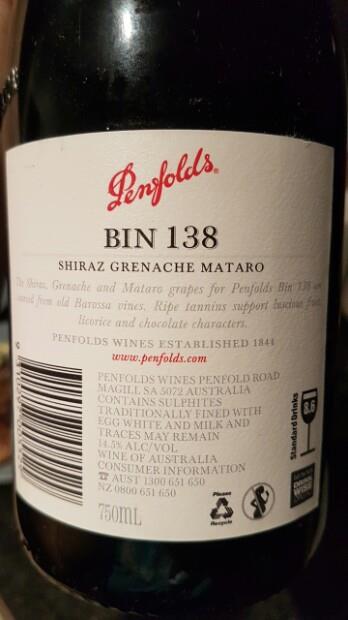 Penfolds®
BIN 138
SHIRAZ GRENACHE MATARO
The Shiraz, Grenache and Mataro grapes for Penfolds Bin 138 are
sourced from old Barossa vines. Ripe tannins support luscious fruit,
licorice and chocolate characters.
PENFOLDS WINES ESTABLISHED 1844
www.penfolds.com
PENFOLDS WINES PENFOLD ROAD
MAGILL SA 5072 AUSTRALIA
CONTAINS SULPHITES
TRADITIONALLY FINED WITH
EGG WHITE AND MILK AND
TRACES MAY REMAIN
14.5% ALC/VOL
WINE OF AUSTRALIA
CONSUMER INFORMATION
☎ AUST 1300 651 650
NZ 0800 651 650
750ML
Standard Drinks
8.6
Please
Recycle
DRINK
WISE